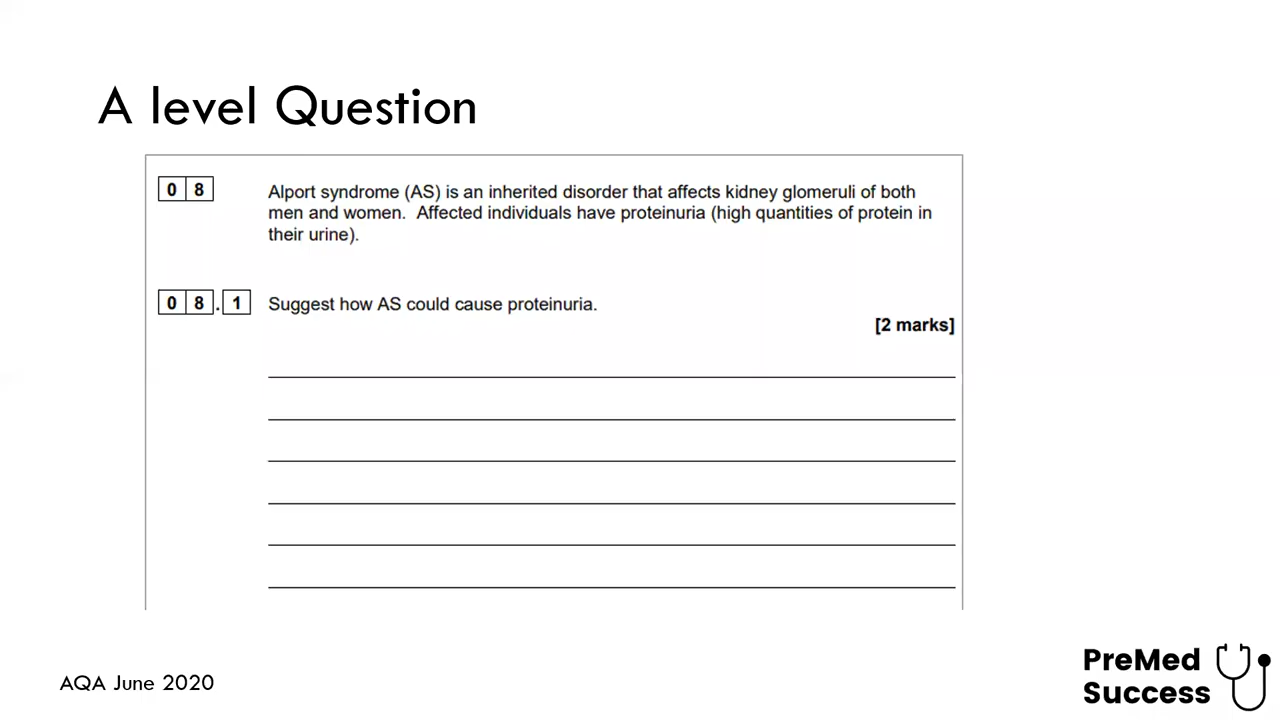 A level Question
0 8
Alport syndrome (AS) is an inherited disorder that affects kidney glomeruli of both
men and women. Affected individuals have proteinuria (high quantities of protein in
their urine).
0 8 . 1 Suggest how AS could cause proteinuria.
[2 marks]
AQA June 2020
PreMed
Success